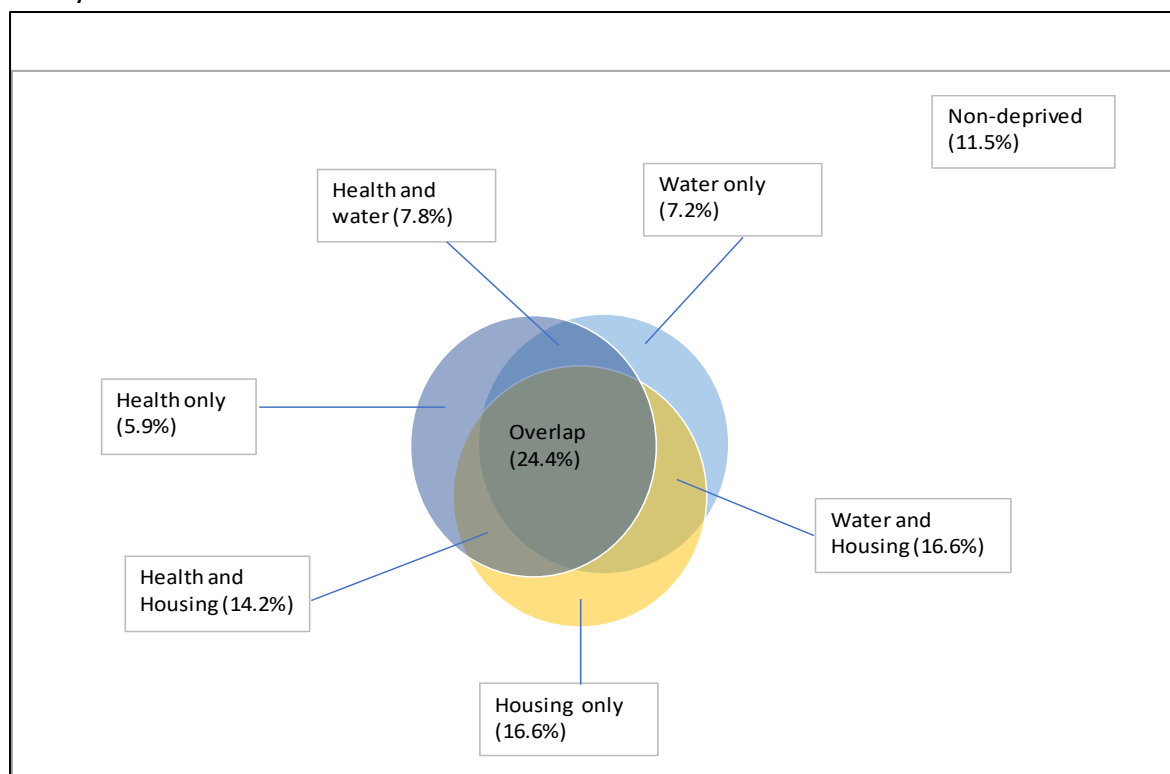 Non-deprived
(11.5%)
Health and
water (7.8%)
Water only
(7.2%)
Health only
(5.9%)
Overlap
(24.4%)
Water and
Housing (16.6%)
Health and
Housing (14.2%)
Housing only
(16.6%)